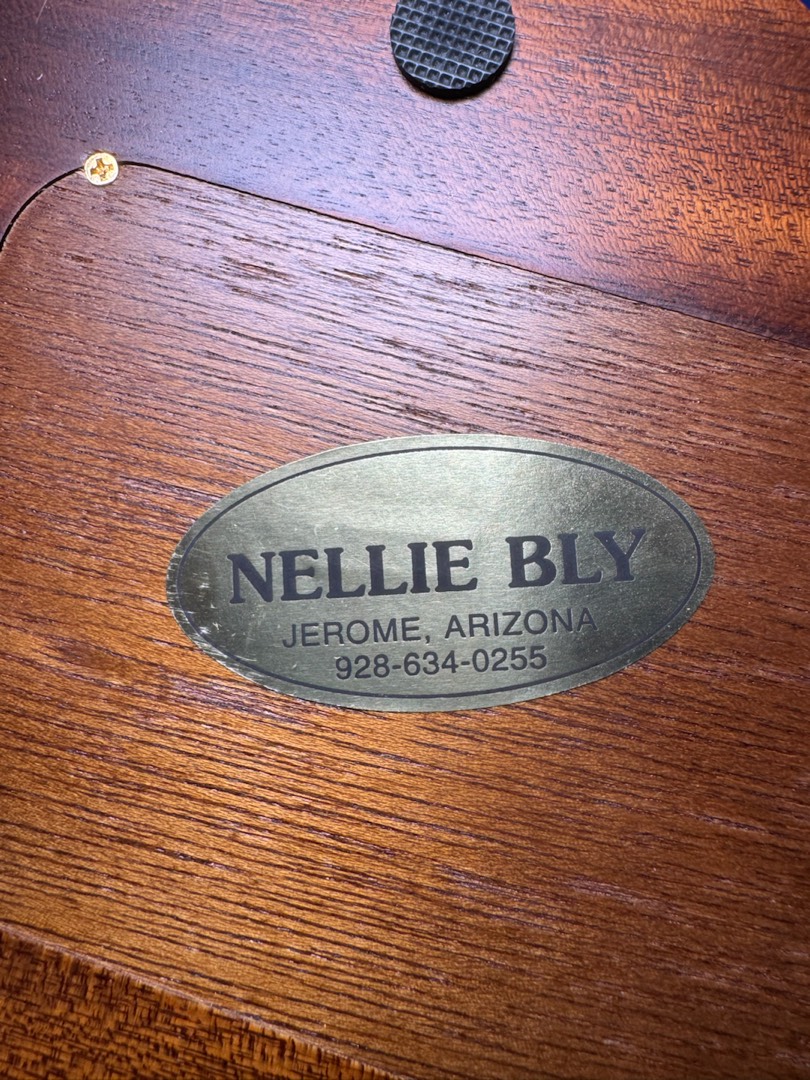 NELLIE BLY
JEROME, ARIZONA
928-634-0255